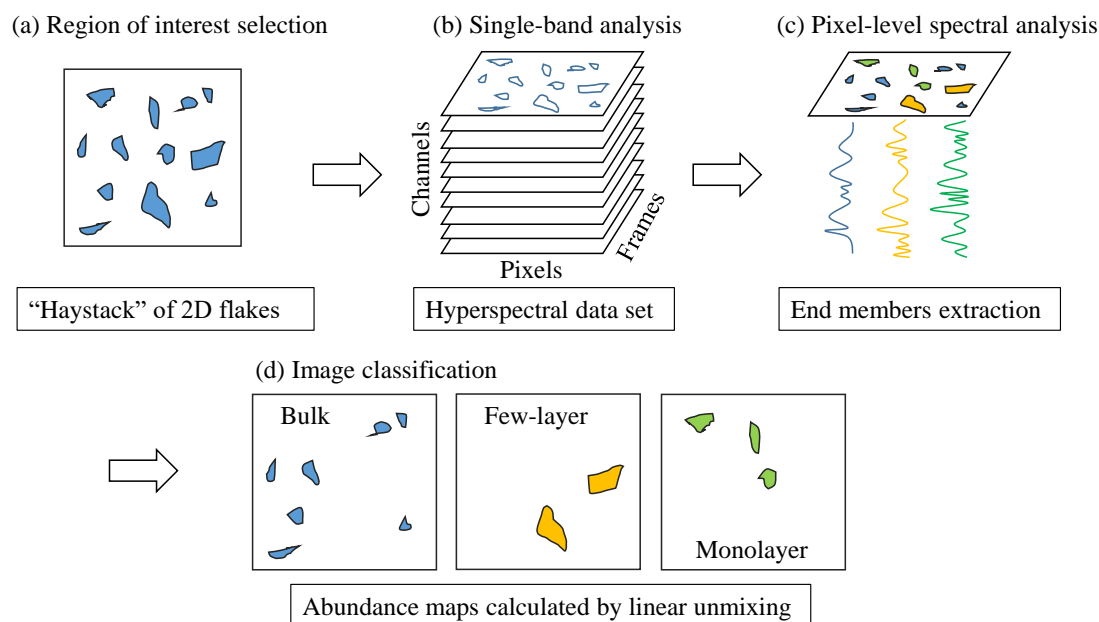 (a) Region of interest selection
“Haystack” of 2D flakes
(b) Single-band analysis
Channels
Pixels
Frames
Hyperspectral data set
(c) Pixel-level spectral analysis
End members extraction
(d) Image classification
Bulk
Few-layer
Monolayer
Abundance maps calculated by linear unmixing